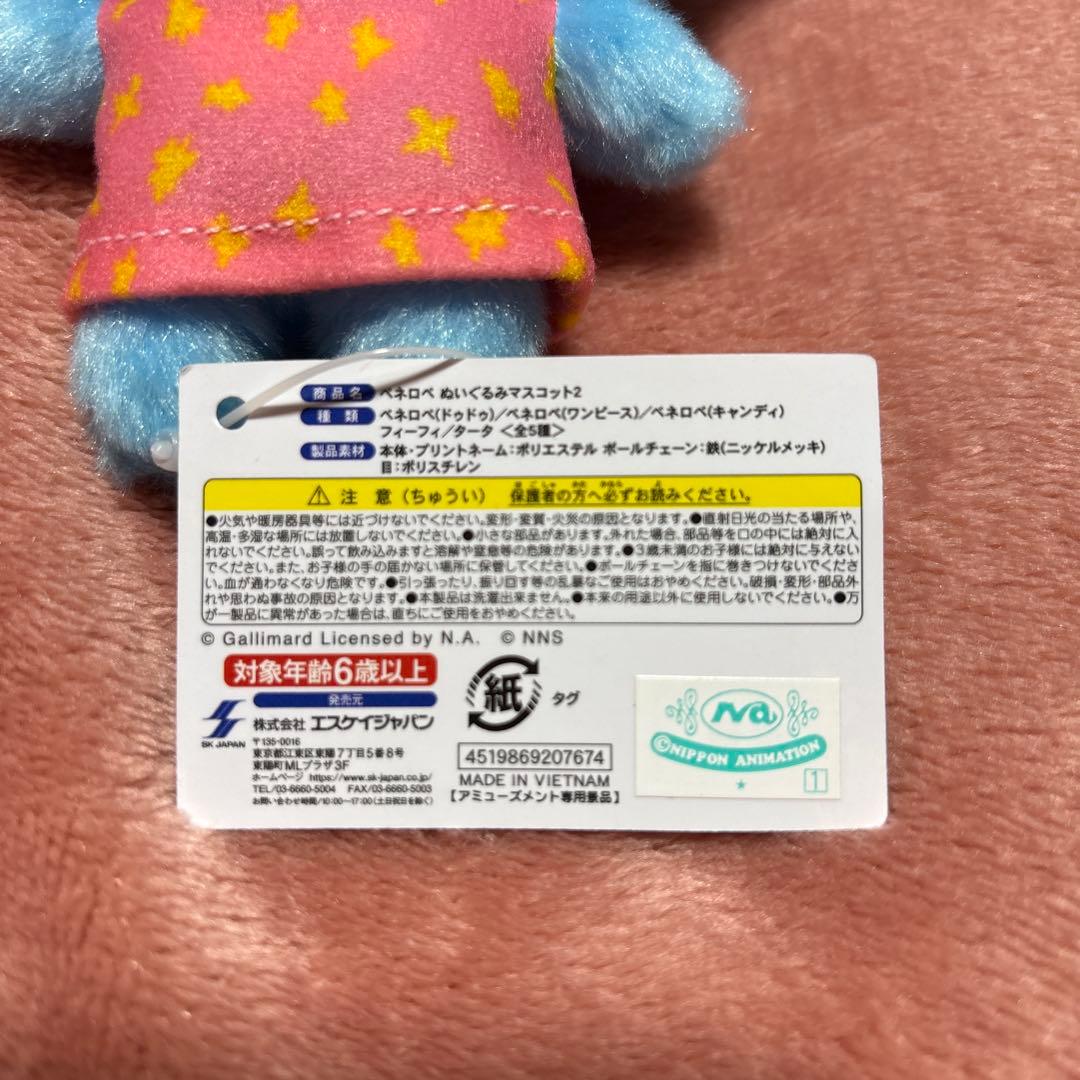 商品名 ペネロペ ぬいぐるみマスコット2
種類 ペネロペ(ドゥドゥ)/ペネロペ(ワンピース)/ペネロペ(キャンディ)
フィーフィ/タータ <全5種>
製品素材 本体・プリントネーム:ポリエステル ボールチェーン:鉄(ニッケルメッキ)
目:ポリスチレン
⚠ 注意(ちゅうい) 保護者の方へ必ずお読みください。
●火気や暖房器具等には近づけないでください。変形・変質・火災の原因となります。●直射日光の当たる場所や、
高温・多湿な場所には放置しないでください。●小さな部品があります。外れた場合、部品等を口の中には絶対に入
れないでください。誤って飲み込みますと溶解や窒息等の危険があります。●3歳未満のお子様には絶対に与えない
でください。また、お子様の手の届かない場所に保管してください。●ボールチェーンを指に巻きつけないでくださ
い。血が通わなくなり危険です。●引っ張ったり、振り回す等の乱暴なご使用はおやめください。破損・変形・部品外
れや思わぬ事故の原因となります。●本製品は洗濯出来ません。●本来の用途以外に使用しないでください。●万
が一製品に異常があった場合は、直ちにご使用をおやめください。
© Gallimard Licensed by N.A. © NNS
対象年齢6歳以上
発売元
SK JAPAN
株式会社 エスケイジャパン
〒135-0016
東京都江東区東陽7丁目5番8号
東陽町MLプラザ3F
ホームページ https://www.sk-japan.co.jp/
TEL/03-6660-5004 FAX/03-6660-5003
お問い合わせ時間/10:00~17:00(土日祝日を除く)
紙 タグ
4519869207674
MADE IN VIETNAM
【アミューズメント専用景品】
Na
©NIPPON ANIMATION
1